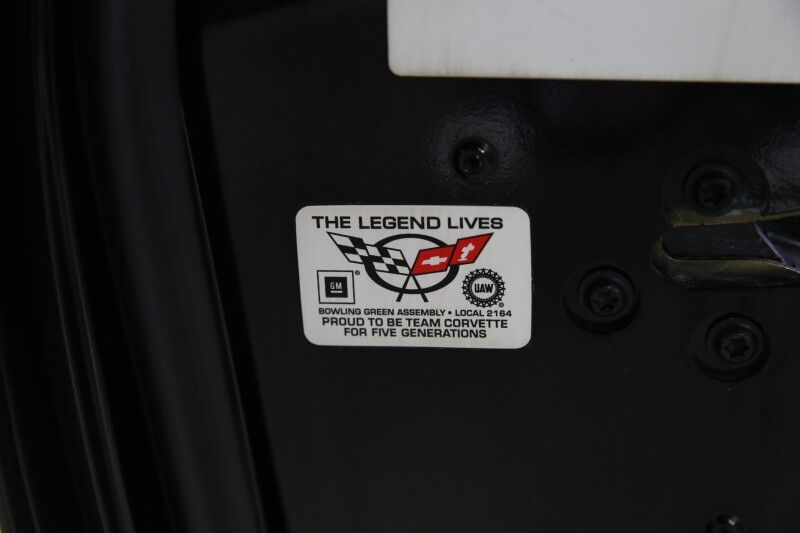 THE LEGEND LIVES
GM
UAW
BOWLING GREEN ASSEMBLY • LOCAL 2164
PROUD TO BE TEAM CORVETTE
FOR FIVE GENERATIONS